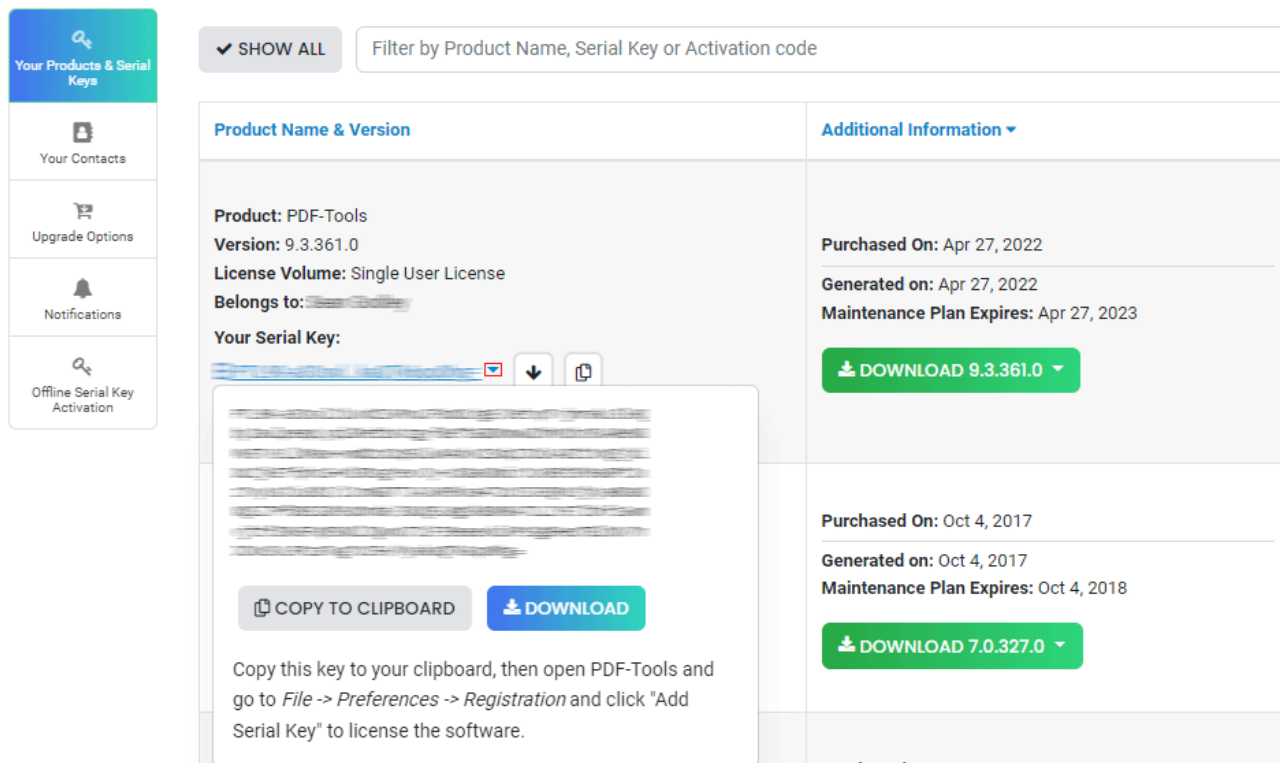 Your Products & Serial
Keys
Your Contacts
Upgrade Options
Notifications
Offline Serial Key
Activation
SHOW ALL
Filter by Product Name, Serial Key or Activation code
Product Name & Version
Additional Information
Product: PDF-Tools
Version: 9.3.361.0
License Volume: Single User License
Belongs to:
Your Serial Key:
COPY TO CLIPBOARD
DOWNLOAD
Copy this key to your clipboard, then open PDF-Tools and
go to File -> Preferences -> Registration and click "Add
Serial Key" to license the software.
Purchased On: Apr 27, 2022
Generated on: Apr 27, 2022
Maintenance Plan Expires: Apr 27, 2023
DOWNLOAD 9.3.361.0
Purchased On: Oct 4, 2017
Generated on: Oct 4, 2017
Maintenance Plan Expires: Oct 4, 2018
DOWNLOAD 7.0.327.0